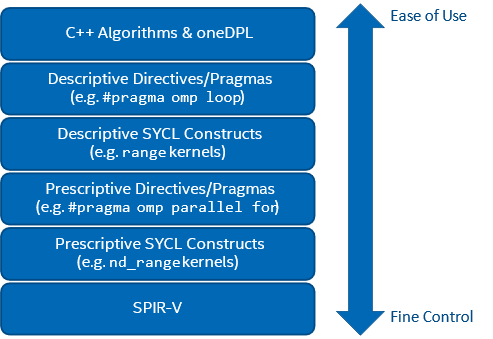 C++ Algorithms & oneDPL
Ease of Use
Descriptive Directives/Pragmas
(e.g. #pragma omp loop)
Descriptive SYCL Constructs
(e.g. range kernels)
Prescriptive Directives/Pragmas
(e.g. #pragma omp parallel for)
Prescriptive SYCL Constructs
(e.g. nd_range kernels)
SPIR-V
Fine Control